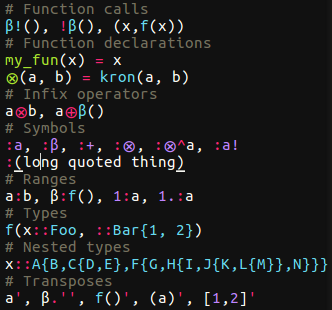 # Function calls
β!(), !β(), (x,f(x))
# Function declarations
my_fun(x) = x
⊗(a, b) = kron(a, b)
# Infix operators
a⊗b, a⊕β()
# Symbols
:a, :β, :+, :⊗, :⊗^a, :a!
:(long quoted thing)
# Ranges
a:b, β:f(), 1:a, 1.:a
# Types
f(x::Foo, ::Bar{1, 2})
# Nested types
x::A{B,C{D,E},F{G,H{I,J{K,L{M}},N}}}
# Transposes
a', β.'', f()', (a)', [1,2]'